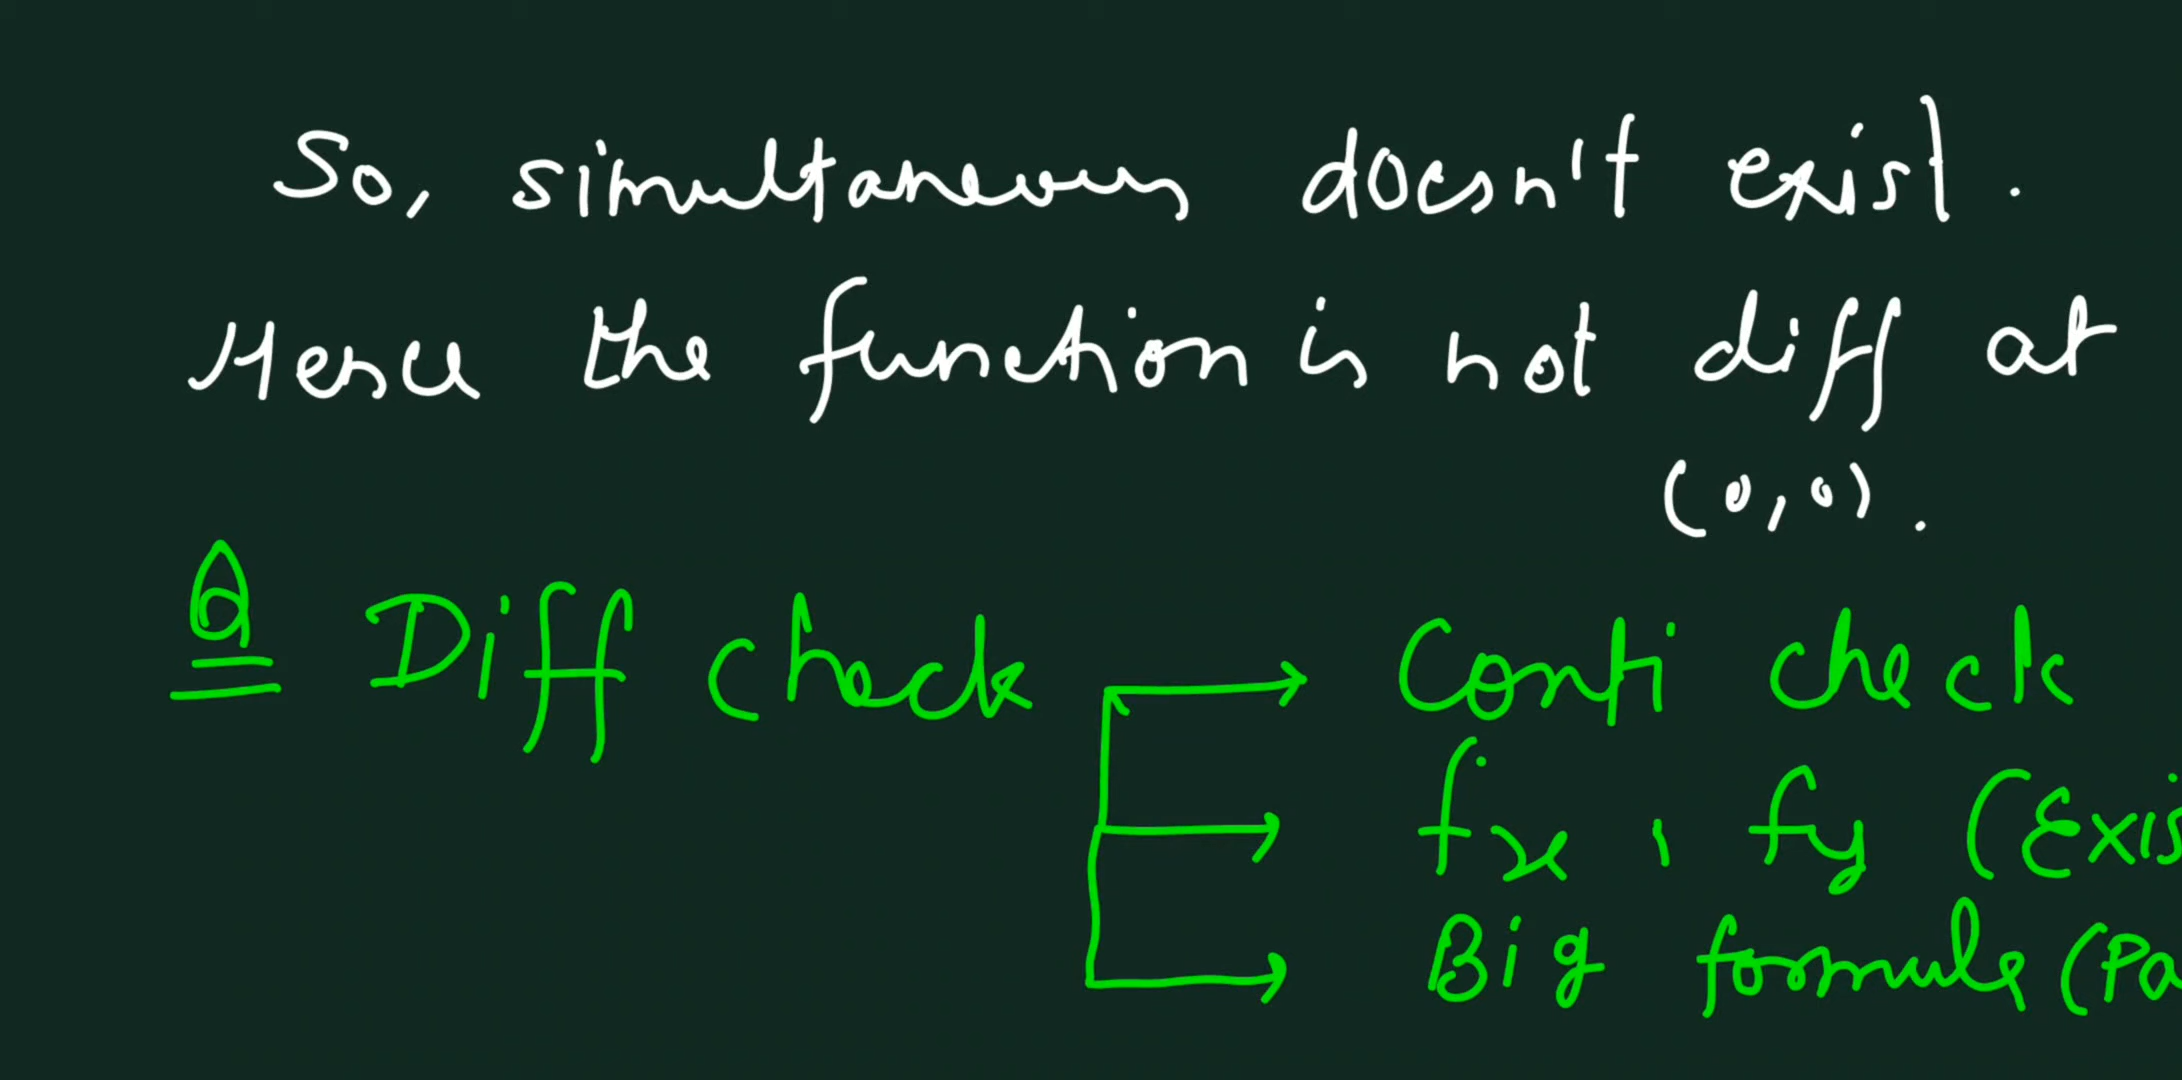 So, simultaneous doesn't exist.
Hence the function is not diff at
(0,0).
Q Diff check → Conti check
→ fx, fy (Exis
→ Big formule (Pa